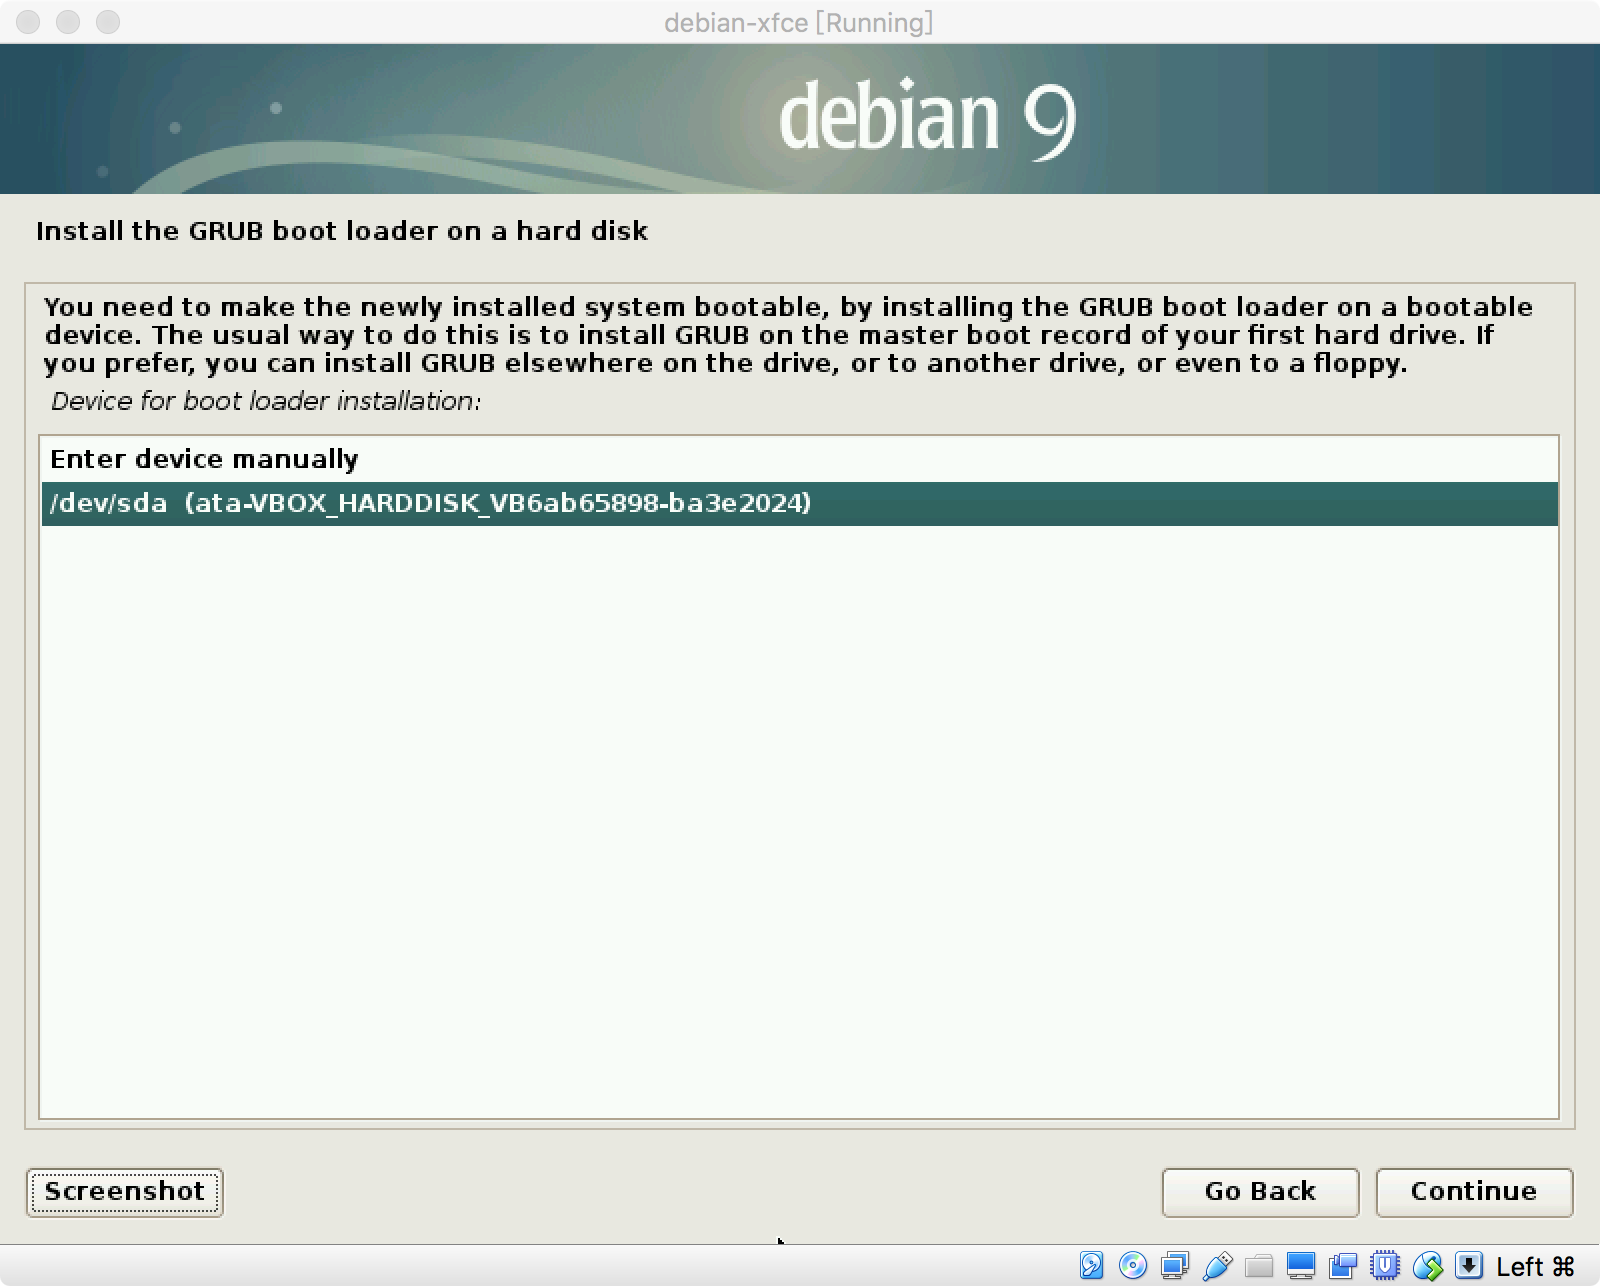 debian-xfce [Running]
debian 9
Install the GRUB boot loader on a hard disk
You need to make the newly installed system bootable, by installing the GRUB boot loader on a bootable
device. The usual way to do this is to install GRUB on the master boot record of your first hard drive. If
you prefer, you can install GRUB elsewhere on the drive, or to another drive, or even to a floppy.
Device for boot loader installation:
Enter device manually
/dev/sda  (ata-VBOX_HARDDISK_VB6ab65898-ba3e2024)
Screenshot
Go Back
Continue
Left ⌘